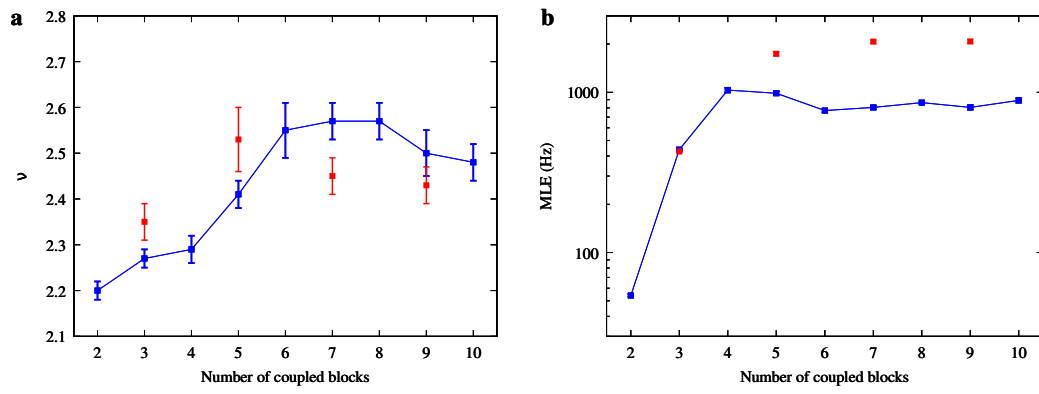 a
2.8
2.7
2.6
2.5
2.4
2.3
2.2
2.1
ν
2 3 4 5 6 7 8 9 10
Number of coupled blocks
b
1000
100
MLE (Hz)
2 3 4 5 6 7 8 9 10
Number of coupled blocks